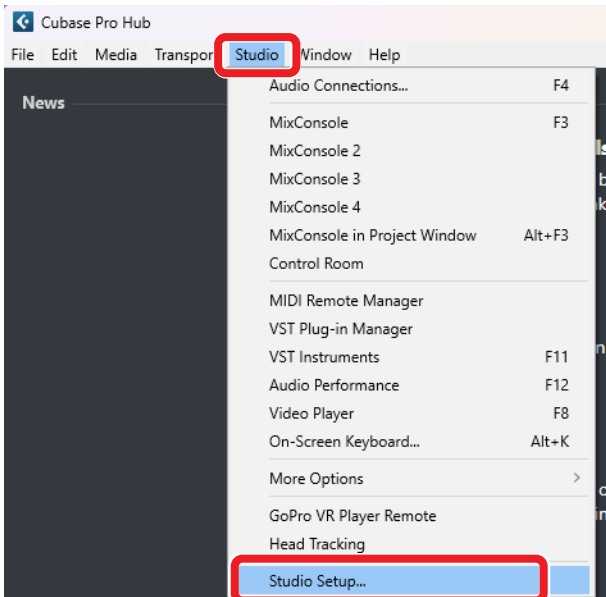 Cubase Pro Hub
File Edit Media Transpor Studio Window Help
News
Audio Connections... F4
MixConsole F3
MixConsole 2
MixConsole 3
MixConsole 4
MixConsole in Project Window Alt+F3
Control Room
MIDI Remote Manager
VST Plug-in Manager
VST Instruments F11
Audio Performance F12
Video Player F8
On-Screen Keyboard... Alt+K
More Options >
GoPro VR Player Remote
Head Tracking
Studio Setup...